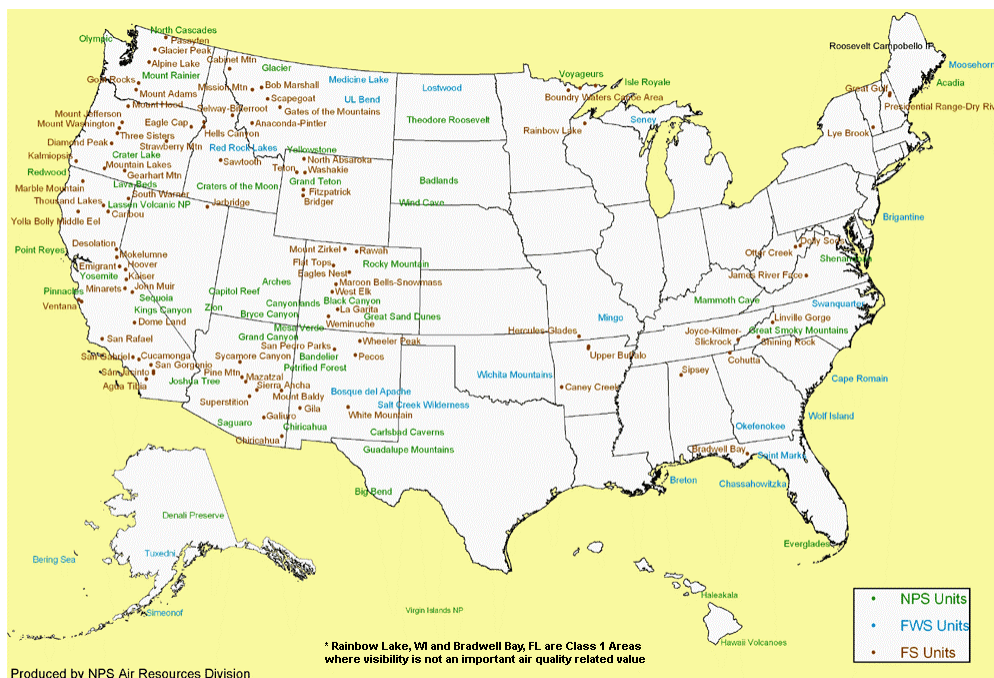 North Cascades
Olympic
Pasayten
Glacier Peak
Alpine Lake
Cabinet Mtn
Glacier
Mount Rainier
Goat Rocks
Mission Mtn
Bob Marshall
Medicine Lake
Lostwood
Voyageurs
Isle Royale
Roosevelt Campobello IP
Moosehorn
Acadia
Mount Adams
Scapegoat
UL Bend
Boundry Waters Canoe Area
Great Gulf
Mount Hood
Selway-Bitterroot
Gates of the Mountains
Presidential Range-Dry Riv
Mount Jefferson
Mount Washington
Eagle Cap
Anaconda-Pintler
Theodore Roosevelt
Seney
Rainbow Lake
Lye Brook
Three Sisters
Hells Canyon
Diamond Peak
Strawberry Mtn
Red Rock Lakes
Yellowstone
Kalmiopsis
Crater Lake
Sawtooth
North Absaroka
Mountain Lakes
Teton
Washakie
Redwood
Gearhart Mtn
Grand Teton
Badlands
Marble Mountain
Lava Beds
Craters of the Moon
Fitzpatrick
South Warner
Bridger
Thousand Lakes
Lassen Volcanic NP
Jarbridge
Wind Cave
Caribou
Yolla Bolly Middle Eel
Brigantine
Desolation
Point Reyes
Mokelumne
Mount Zirkel
Rawah
Dolly Sods
Otter Creek
Shenandoah
Emigrant
Hoover
Flat Tops
Rocky Mountain
Yosemite
Kaiser
Eagles Nest
James River Face
Pinnacles
Minarets
John Muir
Arches
Maroon Bells-Snowmass
Capitol Reef
West Elk
Ventana
Sequoia
Canyonlands
Black Canyon
Mammoth Cave
Swanquarter
Kings Canyon
Zion
Bryce Canyon
La Garita
Great Sand Dunes
Mingo
Linville Gorge
Dome Land
Mesa Verde
Weminuche
Hercules-Glades
Joyce-Kilmer-
Slickrock
Great Smoky Mountains
San Rafael
Grand Canyon
Wheeler Peak
Shining Rock
San Pedro Parks
San Gabriel
Cucamonga
Sycamore Canyon
Bandelier
Pecos
Upper Buffalo
Cohutta
San Gorgonio
Petrified Forest
San Jacinto
Pine Mtn
Mazatzal
Wichita Mountains
Sipsey
Cape Romain
Agua Tibia
Joshua Tree
Sierra Ancha
Bosque del Apache
Caney Creek
Superstition
Mount Baldy
Salt Creek Wilderness
Gila
White Mountain
Wolf Island
Galiuro
Saguaro
Chiricahua
Carlsbad Caverns
Okefenokee
Chiricahua
Guadalupe Mountains
Bradwell Bay
Saint Marks
Breton
Chassahowitzka
Big Bend
Denali Preserve
Everglades
Bering Sea
Tuxedni
Simeonof
Virgin Islands NP
Haleakala
Hawaii Volcanoes
NPS Units
FWS Units
FS Units
* Rainbow Lake, WI and Bradwell Bay, FL are Class 1 Areas
where visibility is not an important air quality related value
Produced by NPS Air Resources Division